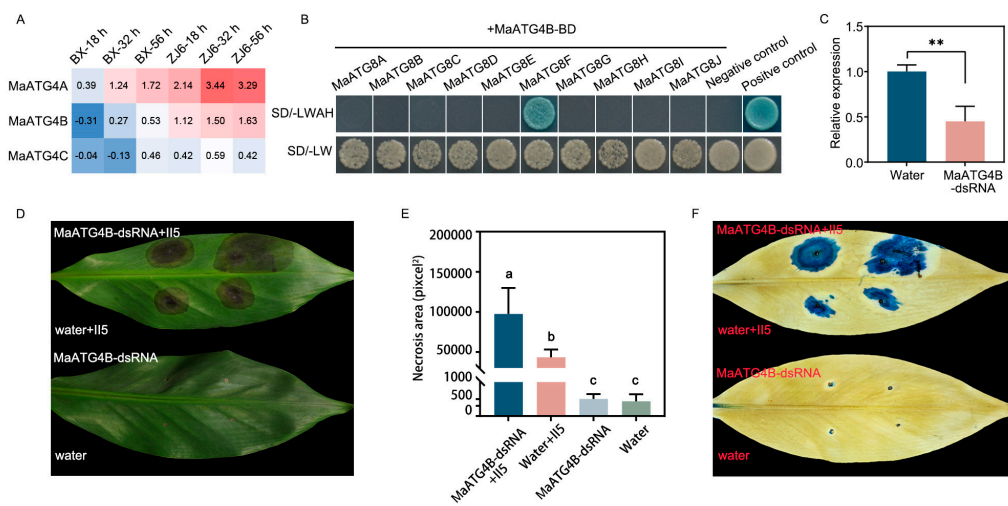 A
BX-18 h
BX-32 h
BX-56 h
ZJ6-18 h
ZJ6-32 h
ZJ6-56 h
MaATG4A
0.39
1.24
1.72
2.14
3.44
3.29
MaATG4B
-0.31
0.27
0.53
1.12
1.50
1.63
MaATG4C
-0.04
-0.13
0.46
0.42
0.59
0.42
B
+MaATG4B-BD
MaATG8A
MaATG8B
MaATG8C
MaATG8D
MaATG8E
MaATG8F
MaATG8G
MaATG8H
MaATG8I
MaATG8J
Negative control
Positive control
SD/-LWAH
SD/-LW
C
Relative expression
1.5
1.0
0.5
0.0
**
Water
MaATG4B
-dsRNA
D
MaATG4B-dsRNA+II5
water+II5
MaATG4B-dsRNA
water
E
Necrosis area (pixcel²)
200000
150000
100000
50000
1000
500
0
a
b
c
c
MaATG4B-dsRNA
+II5
Water+II5
MaATG4B-dsRNA
Water
F
MaATG4B-dsRNA+II5
water+II5
MaATG4B-dsRNA
water